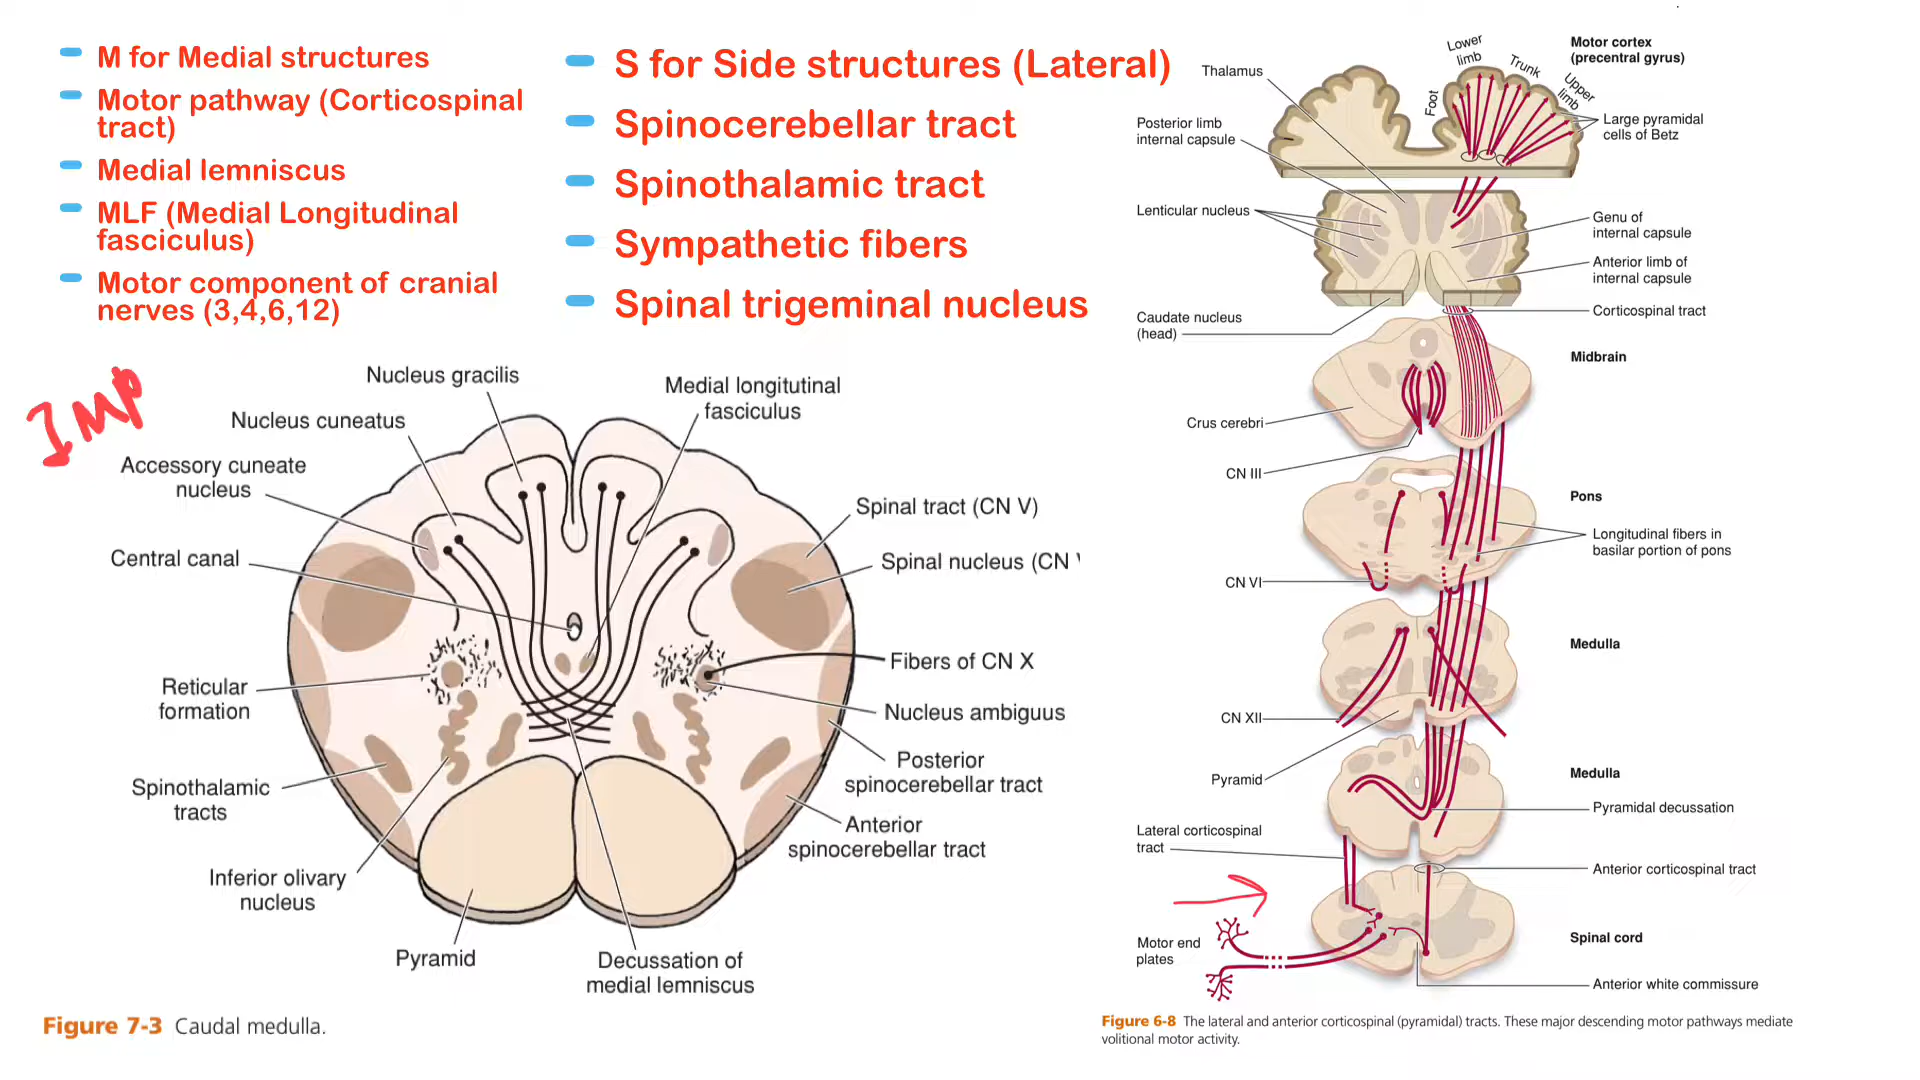 M for Medial structures
Motor pathway (Corticospinal
tract)
Medial lemniscus
MLF (Medial Longitudinal
fasciculus)
Motor component of cranial
nerves (3,4,6,12)
S for Side structures (Lateral)
Spinocerebellar tract
Spinothalamic tract
Sympathetic fibers
Spinal trigeminal nucleus
IMP
Nucleus gracilis
Nucleus cuneatus
Accessory cuneate
nucleus
Central canal
Reticular
formation
Spinothalamic
tracts
Inferior olivary
nucleus
Pyramid
Medial longitutinal
fasciculus
Spinal tract (CN V)
Spinal nucleus (CN
Fibers of CN X
Nucleus ambiguus
Posterior
spinocerebellar tract
Anterior
spinocerebellar tract
Decussation of
medial lemniscus
Figure 7-3 Caudal medulla.
Lower
limb
Trunk
Upper
limb
Foot
Motor cortex
(precentral gyrus)
Thalamus
Large pyramidal
cells of Betz
Posterior limb
internal capsule
Lenticular nucleus
Genu of
internal capsule
Anterior limb of
internal capsule
Caudate nucleus
(head)
Corticospinal tract
Midbrain
Crus cerebri
CN III
Pons
Longitudinal fibers in
basilar portion of pons
CN VI
Medulla
CN XII
Pyramid
Medulla
Pyramidal decussation
Lateral corticospinal
tract
Anterior corticospinal tract
Motor end
plates
Spinal cord
Anterior white commissure
Figure 6-8 The lateral and anterior corticospinal (pyramidal) tracts. These major descending motor pathways mediate
volitional motor activity.